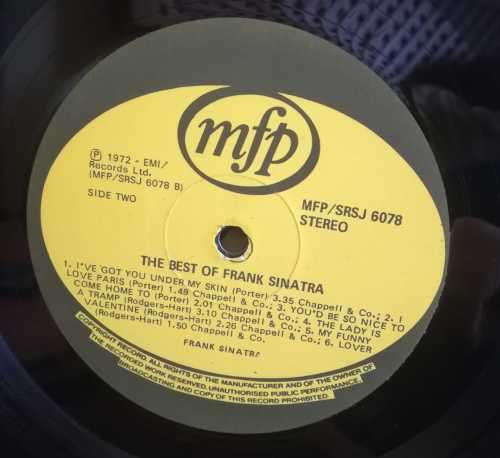 mfp
℗ 1972 - EMI/
Records Ltd.
(MFP/SRSJ 6078 B)
SIDE TWO
MFP/SRSJ 6078
STEREO
THE BEST OF FRANK SINATRA
1. I"VE GOT YOU UNDER MY SKIN (Porter) 3.35 Chappell & Co.; 2. I
LOVE PARIS (Porter) 1.49 Chappell & Co.; 3. YOU'D BE SO NICE TO
COME HOME TO (Porter) 2.01 Chappell & Co.; 4. THE LADY IS
A TRAMP (Rodgers-Hart) 3.10 Chappell & Co.; 5. MY FUNNY
VALENTINE (Rodgers-Hart) 2.26 Chappell & Co.; 6. LOVER
(Rodgers-Hart) 1.50 Chappell & Co.
FRANK SINATRA
COPYRIGHT RECORD. ALL RIGHTS OF THE MANUFACTURER AND OF THE OWNER OF
THE RECORDED WORK RESERVED. UNAUTHORISED PUBLIC PERFORMANCE,
BROADCASTING AND COPY OF THIS RECORD PROHIBITED.